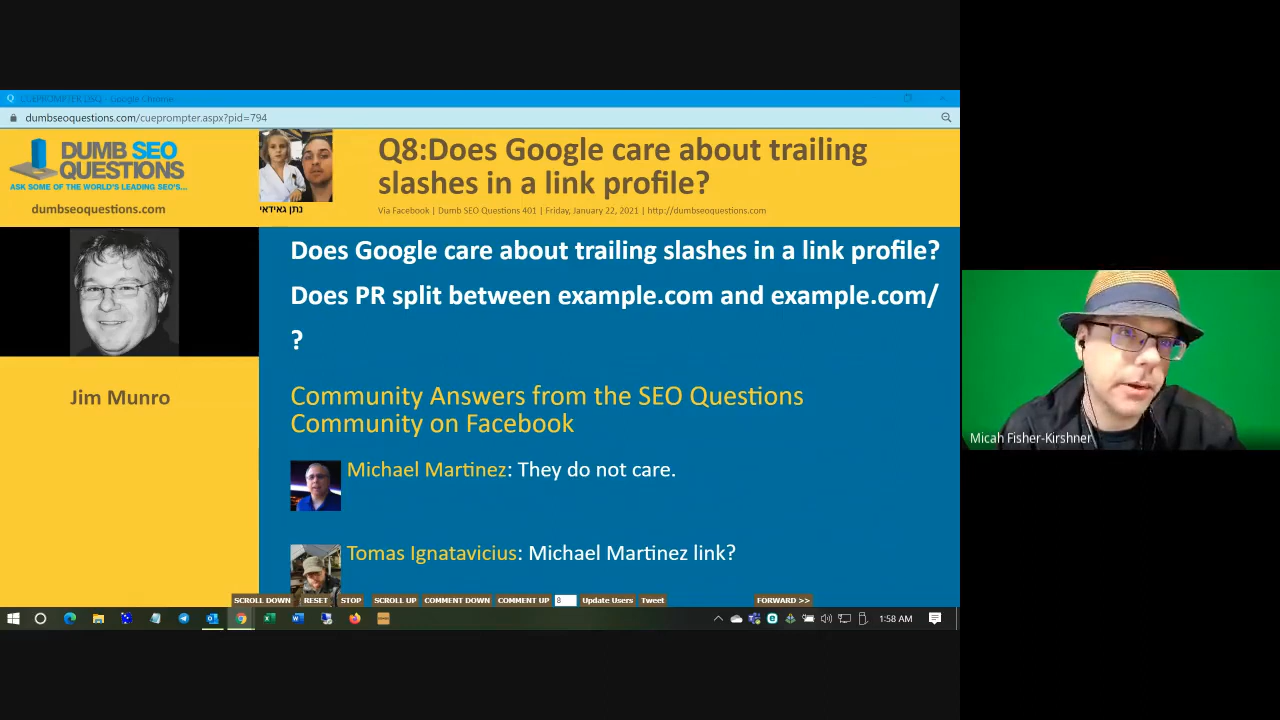 CUEPROMPTER DSQ - Google Chrome
dumbseoquestions.com/cueprompter.aspx?pid=794
DUMB SEO
QUESTIONS
ASK SOME OF THE WORLD'S LEADING SEO'S...
dumbseoquestions.com
נתן גאידאי
Q8:Does Google care about trailing
slashes in a link profile?
Via Facebook | Dumb SEO Questions 401 | Friday, January 22, 2021 | http://dumbseoquestions.com
Jim Munro
Does Google care about trailing slashes in a link profile?
Does PR split between example.com and example.com/
?
Community Answers from the SEO Questions
Community on Facebook
Michael Martinez: They do not care.
Tomas Ignatavicius: Michael Martinez link?
SCROLL DOWN RESET STOP SCROLL UP COMMENT DOWN COMMENT UP 8 Update Users Tweet FORWARD >>
1:58 AM
Micah Fisher-Kirshner